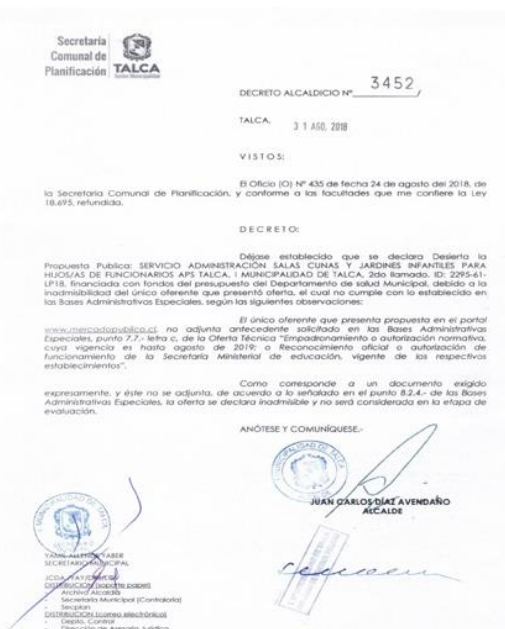 Secretaría
Comunal de
Planificación
TALCA
DECRETO ALCALDICIO N° 3452 /
TALCA, 31 AGO. 2018
VISTOS:
El Oficio (O) N° 435 de fecha 24 de agosto del 2018, de
la Secretaría Comunal de Planificación, y conforme a las facultades que me confiere la Ley
18.695, refundida.
DECRETO:
Déjase establecido que se declara Desierta la
Propuesta Publica: SERVICIO ADMINISTRACIÓN SALAS CUNAS Y JARDINES INFANTILES PARA
HIJOS/AS DE FUNCIONARIOS APS TALCA, I MUNICIPALIDAD DE TALCA, 2do llamado, ID: 2295-61-
LP18, financiada con fondos del presupuesto del Departamento de salud Municipal, debido a la
inadmisibilidad del único oferente que presentó oferta, el cual no cumple con lo establecido en
las Bases Administrativas Especiales, según las siguientes observaciones:
El único oferente que presenta propuesta en el portal
www.mercadopublico.cl, no adjunta antecedente solicitado en las Bases Administrativas
Especiales, punto 7.7.- letra c, de la Oferta Técnica "Empadronamiento o autorización normativa,
cuya vigencia es hasta agosto de 2019; o Reconocimiento oficial o autorización de
funcionamiento de la Secretaría Ministerial de educación, vigente de los respectivos
establecimientos".
Como corresponde a un documento exigido
expresamente, y éste no se adjunta, de acuerdo a lo señalado en el punto 8.2.4.- de las Bases
Administrativas Especiales, la oferta se declara inadmisible y no será considerada en la etapa de
evaluación.
ANÓTESE Y COMUNÍQUESE.-
JUAN CARLOS DÍAZ AVENDAÑO
ALCALDE
YAMIL ALLENDE YABER
SECRETARIO MUNICIPAL
DISTRIBUCIÓN (soporte papel)
- Archivo Alcaldía
- Secretaría Municipal (Contraloría)
- Secplan
DISTRIBUCIÓN (correo electrónico)
- Depto. Control
- Dirección de Asesoría Jurídica